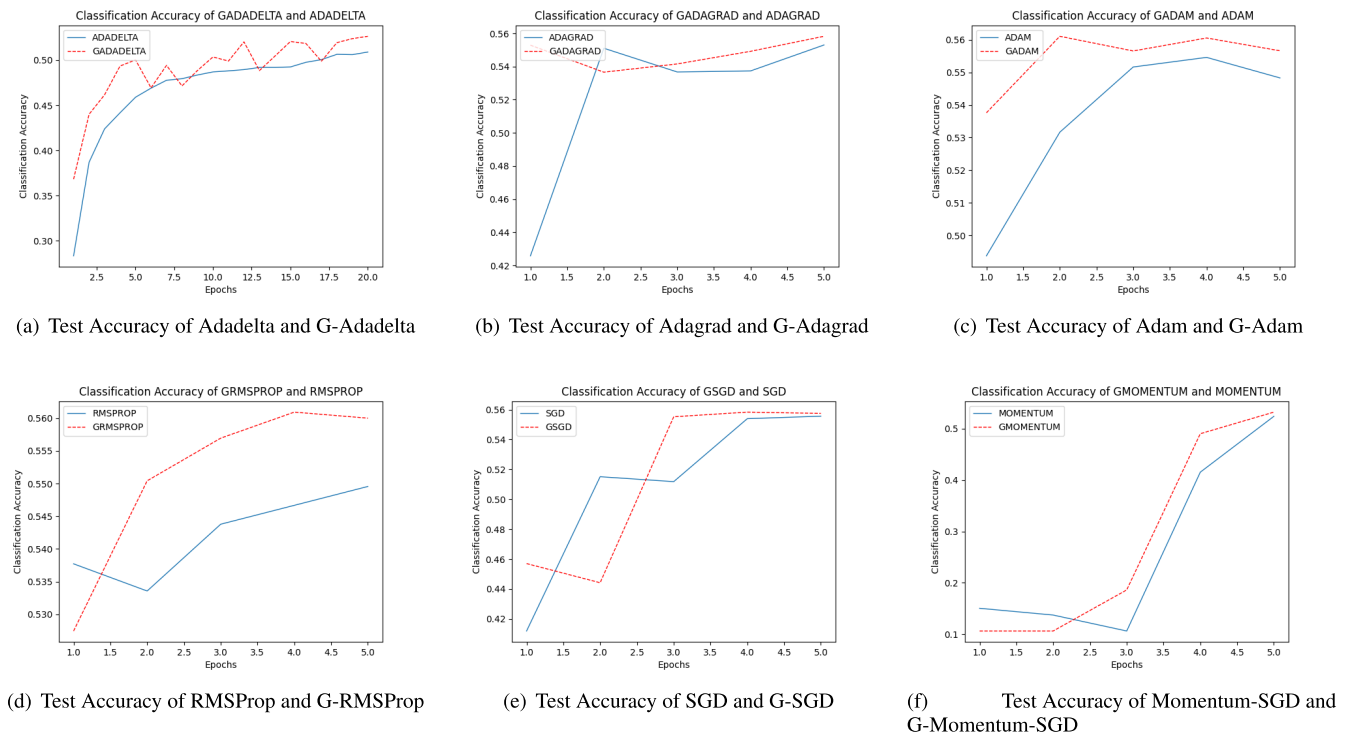 Classification Accuracy of GADADELTA and ADADELTA
ADADELTA
GADADELTA
Classification Accuracy
0.50
0.45
0.40
0.35
0.30
2.5 5.0 7.5 10.0 12.5 15.0 17.5 20.0
Epochs
(a) Test Accuracy of Adadelta and G-Adadelta
Classification Accuracy of GADAGRAD and ADAGRAD
ADAGRAD
GADAGRAD
Classification Accuracy
0.56
0.54
0.52
0.50
0.48
0.46
0.44
0.42
1.0 1.5 2.0 2.5 3.0 3.5 4.0 4.5 5.0
Epochs
(b) Test Accuracy of Adagrad and G-Adagrad
Classification Accuracy of GADAM and ADAM
ADAM
GADAM
Classification Accuracy
0.56
0.55
0.54
0.53
0.52
0.51
0.50
1.0 1.5 2.0 2.5 3.0 3.5 4.0 4.5 5.0
Epochs
(c) Test Accuracy of Adam and G-Adam
Classification Accuracy of GRMSPROP and RMSPROP
RMSPROP
GRMSPROP
Classification Accuracy
0.560
0.555
0.550
0.545
0.540
0.535
0.530
1.0 1.5 2.0 2.5 3.0 3.5 4.0 4.5 5.0
Epochs
(d) Test Accuracy of RMSProp and G-RMSProp
Classification Accuracy of GSGD and SGD
SGD
GSGD
Classification Accuracy
0.56
0.54
0.52
0.50
0.48
0.46
0.44
0.42
1.0 1.5 2.0 2.5 3.0 3.5 4.0 4.5 5.0
Epochs
(e) Test Accuracy of SGD and G-SGD
Classification Accuracy of GMOMENTUM and MOMENTUM
MOMENTUM
GMOMENTUM
Classification Accuracy
0.5
0.4
0.3
0.2
0.1
1.0 1.5 2.0 2.5 3.0 3.5 4.0 4.5 5.0
Epochs
(f) Test Accuracy of Momentum-SGD and
G-Momentum-SGD